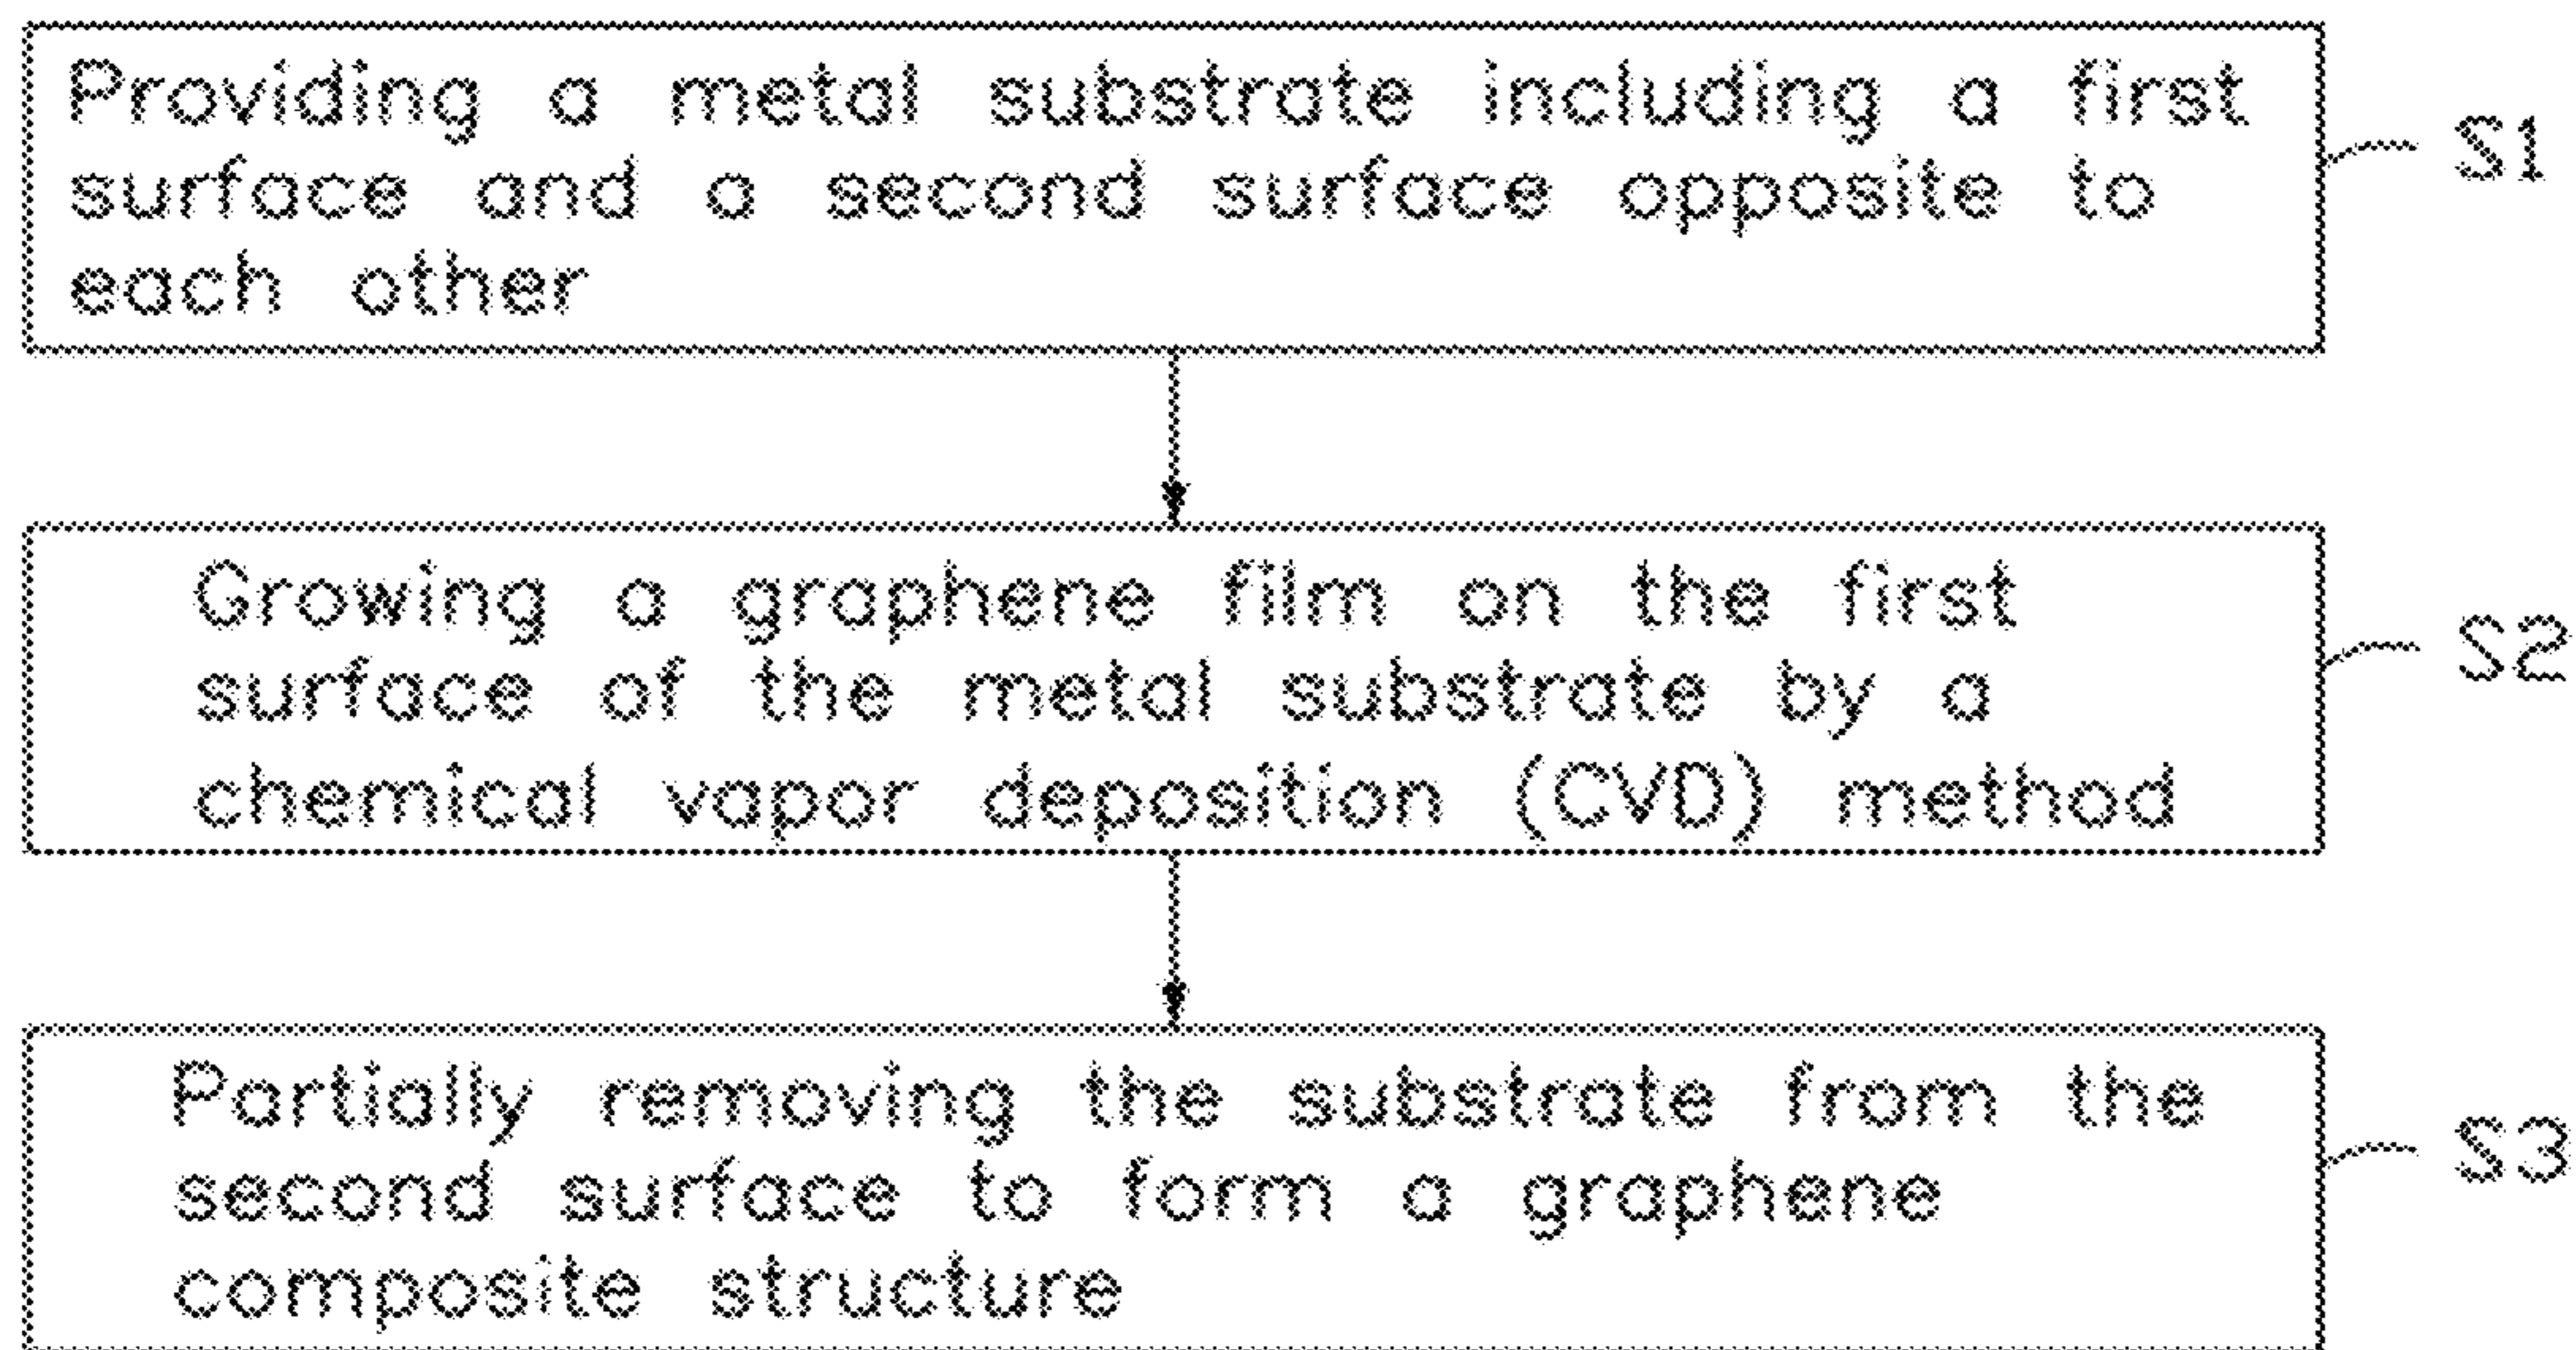 Providing a metal substrate including a first
surface and a second surface opposite to
each other
S1
Growing a graphene film on the first
surface of the metal substrate by a
chemical vapor deposition (CVD) method
S2
Partially removing the substrate from the
second surface to form a graphene
composite structure
S3